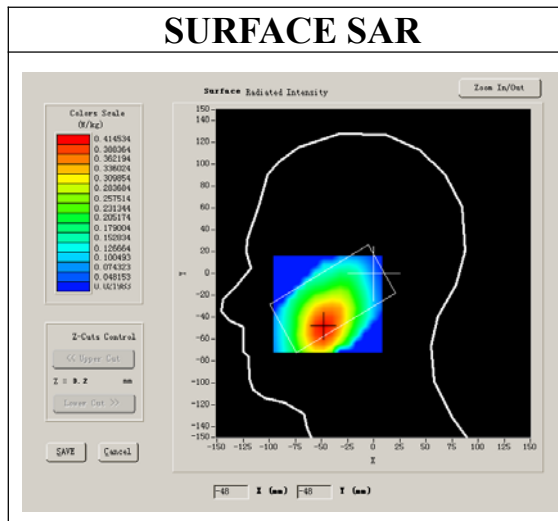 SURFACE SAR
Surface Radiated Intensity
Zoom In/Out
Colors Scale
(W/kg)
0.414534
0.388364
0.362194
0.336024
0.309854
0.283684
0.257514
0.231344
0.205174
0.179004
0.152834
0.126664
0.100493
0.074323
0.048153
0.021983
150
140
120
100
80
60
40
20
0
-20
-40
-60
-80
-100
-120
-140
-150
Y
-150 -125 -100 -75 -50 -25 0 25 50 75 100 125 150
X
Z-Cuts Control
<< Upper Cut
Z = 3.2 mm
Lower Cut >>
SAVE Cancel
-48 X (mm) -48 Y (mm)